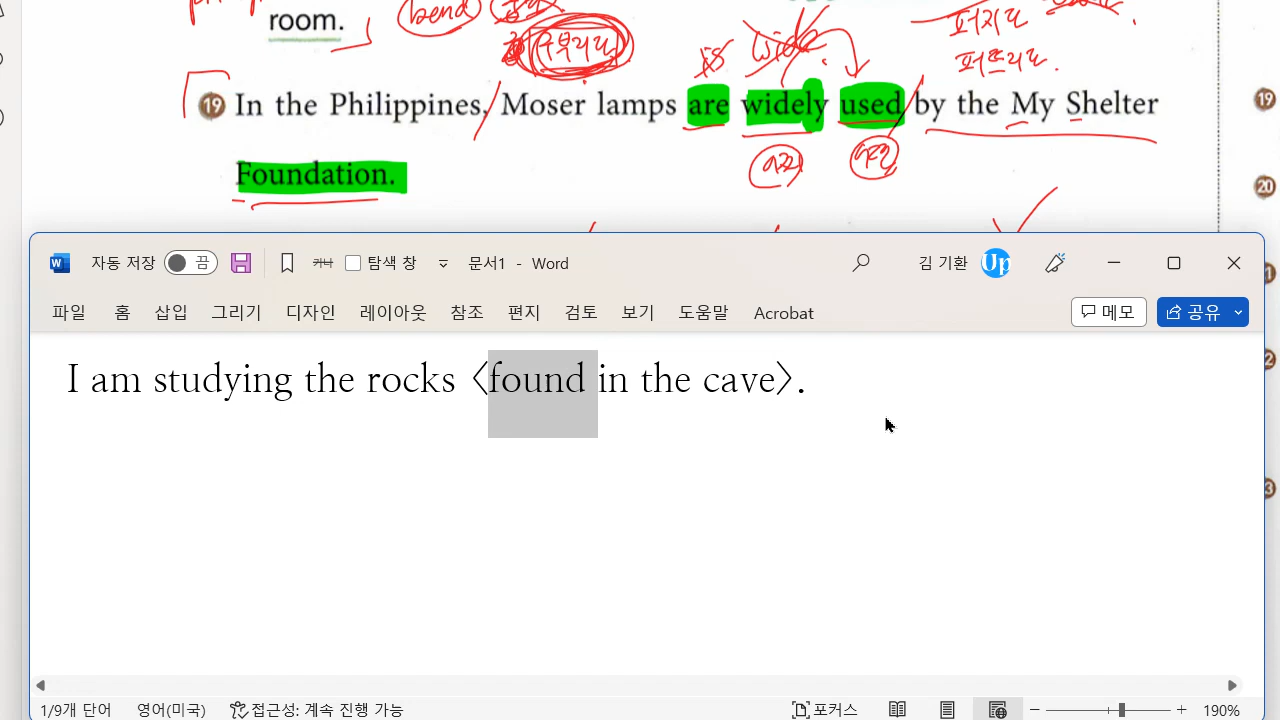 room.
bend
구부리다
wide
퍼지다
퍼뜨리다.
19 In the Philippines, Moser lamps are widely used by the My Shelter
19
Foundation.
20
자동 저장 끔 가나 탐색 창 문서1 - Word 김 기환 Up
파일 홈 삽입 그리기 디자인 레이아웃 참조 편지 검토 보기 도움말 Acrobat 메모 공유
I am studying the rocks 〈found in the cave〉.
1/9개 단어 영어(미국) 접근성: 계속 진행 가능 포커스 190%